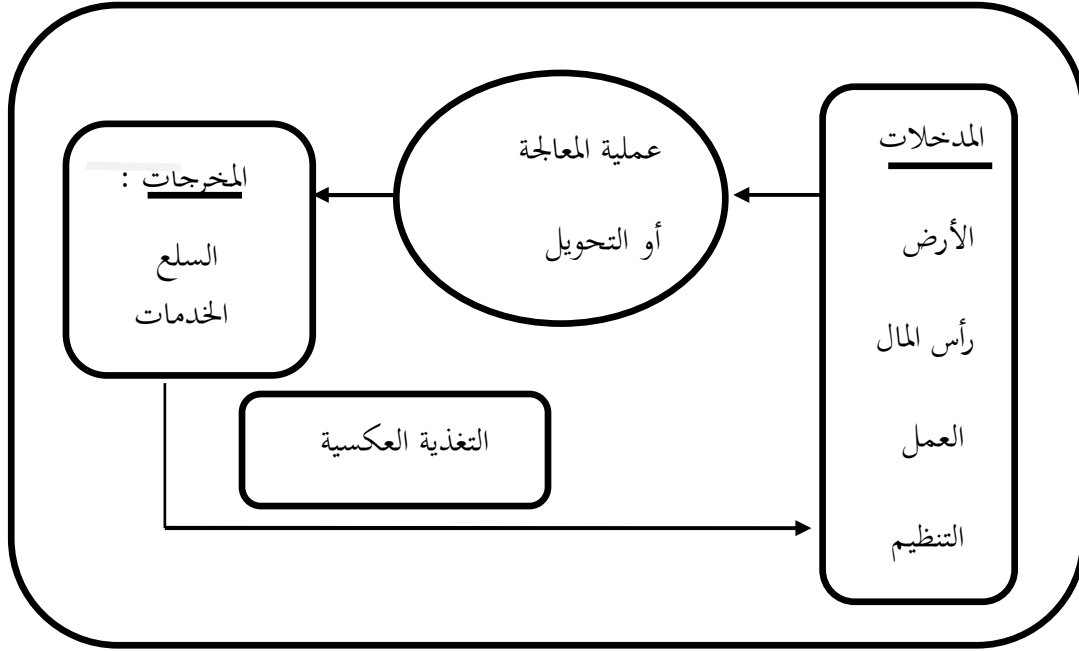 المدخلات
الأرض
رأس المال
العمل
التنظيم
عملية المعالجة
أو التحويل
المخرجات :
السلع
الخدمات
التغذية العكسية